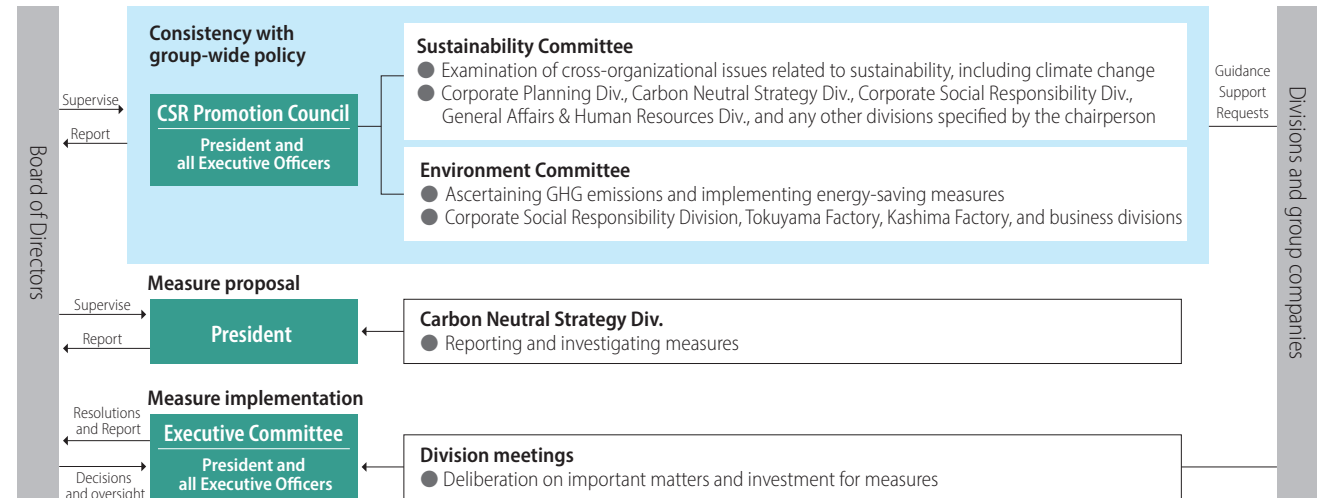 Board of Directors
Supervise
Report
Consistency with
group-wide policy
CSR Promotion Council
President and
all Executive Officers
Sustainability Committee
● Examination of cross-organizational issues related to sustainability, including climate change
● Corporate Planning Div., Carbon Neutral Strategy Div., Corporate Social Responsibility Div.,
General Affairs & Human Resources Div., and any other divisions specified by the chairperson
Environment Committee
● Ascertaining GHG emissions and implementing energy-saving measures
● Corporate Social Responsibility Division, Tokuyama Factory, Kashima Factory, and business divisions
Guidance
Support
Requests
Divisions and group companies
Measure proposal
Supervise
Report
President
Carbon Neutral Strategy Div.
● Reporting and investigating measures
Measure implementation
Resolutions
and Report
Decisions
and oversight
Executive Committee
President and
all Executive Officers
Division meetings
● Deliberation on important matters and investment for measures